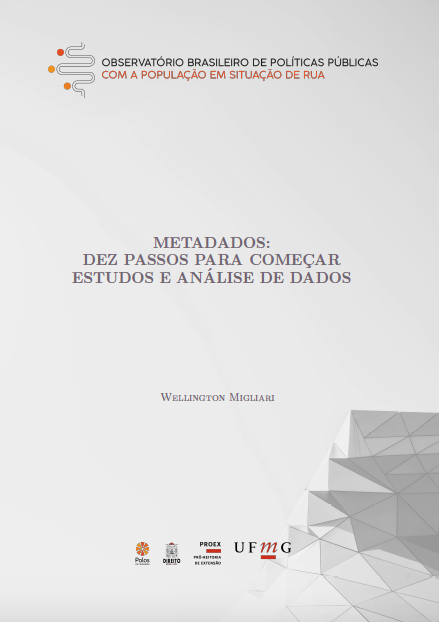 OBSERVATÓRIO BRASILEIRO DE POLÍTICAS PÚBLICAS
COM A POPULAÇÃO EM SITUAÇÃO DE RUA
METADADOS:
DEZ PASSOS PARA COMEÇAR
ESTUDOS E ANÁLISE DE DADOS
Wellington Migliari
Polos
DIREITO
PROEX
PRÓ-REITORIA
DE EXTENSÃO
UFmG